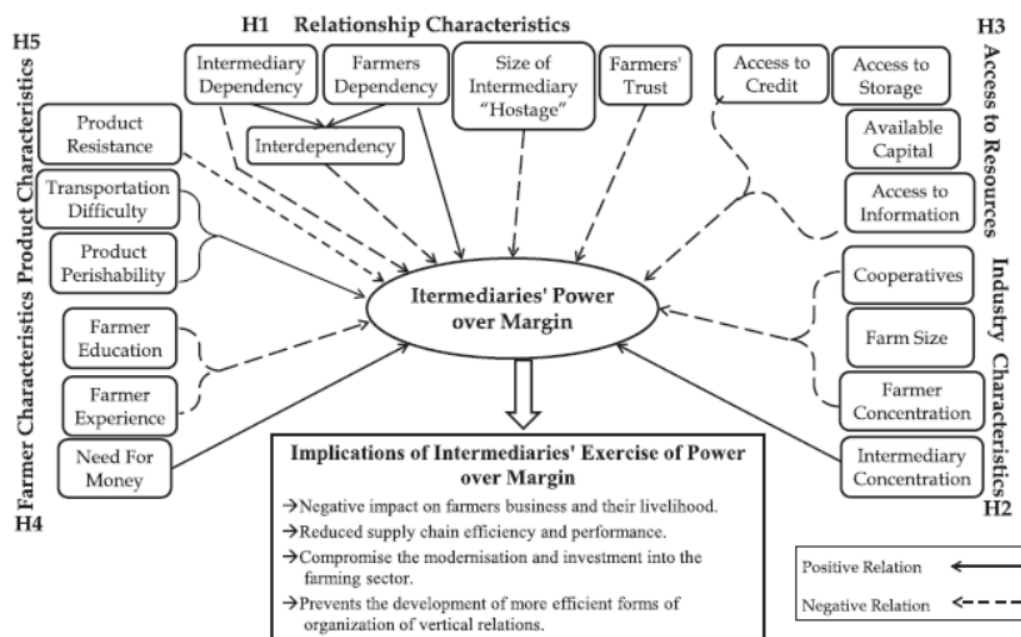 H1 Relationship Characteristics
H5
H3
Intermediary
Dependency
Farmers
Dependency
Size of
Intermediary
“Hostage”
Farmers'
Trust
Access to
Credit
Access to
Storage
Available
Capital
Access to
Information
Access to Resources
Interdependency
Product Characteristics
Product
Resistance
Transportation
Difficulty
Product
Perishability
Itermediaries' Power
over Margin
Farmer Characteristics
Farmer
Education
Farmer
Experience
Need For
Money
H4
Industry Characteristics
Cooperatives
Farm Size
Farmer
Concentration
Intermediary
Concentration
H2
Implications of Intermediaries' Exercise of Power
over Margin
→Negative impact on farmers business and their livelihood.
→Reduced supply chain efficiency and performance.
→Compromise the modernisation and investment into the
farming sector.
→Prevents the development of more efficient forms of
organization of vertical relations.
Positive Relation
Negative Relation